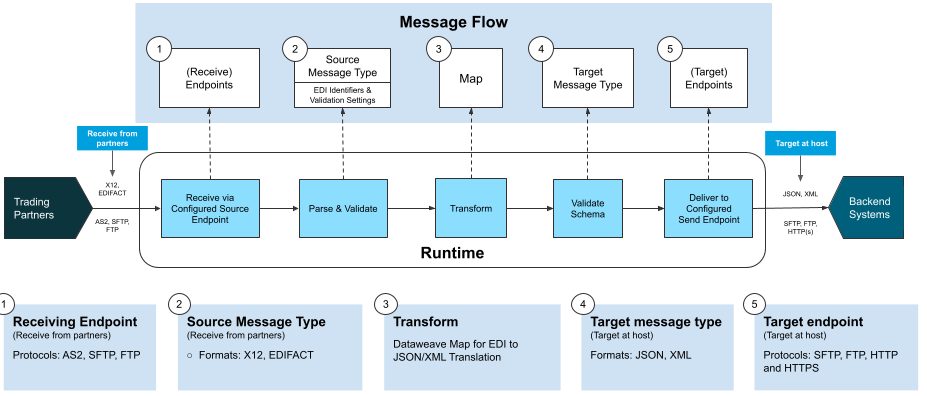 Message Flow
1
(Receive)
Endpoints
2
Source
Message Type
EDI Identifiers &
Validation Settings
3
Map
4
Target
Message Type
5
(Target)
Endpoints
Receive from
partners
Target at host
Trading
Partners
X12,
EDIFACT
AS2, SFTP,
FTP
Receive via
Configured Source
Endpoint
Parse & Validate
Transform
Validate
Schema
Deliver to
Configured
Send Endpoint
JSON, XML
SFTP, FTP,
HTTP(s)
Backend
Systems
Runtime
1
Receiving Endpoint
(Receive from partners)
Protocols: AS2, SFTP, FTP
2
Source Message Type
(Receive from partners)
○ Formats: X12, EDIFACT
3
Transform
Dataweave Map for EDI to
JSON/XML Translation
4
Target message type
(Target at host)
Formats: JSON, XML
5
Target endpoint
(Target at host)
Protocols: SFTP, FTP, HTTP
and HTTPS